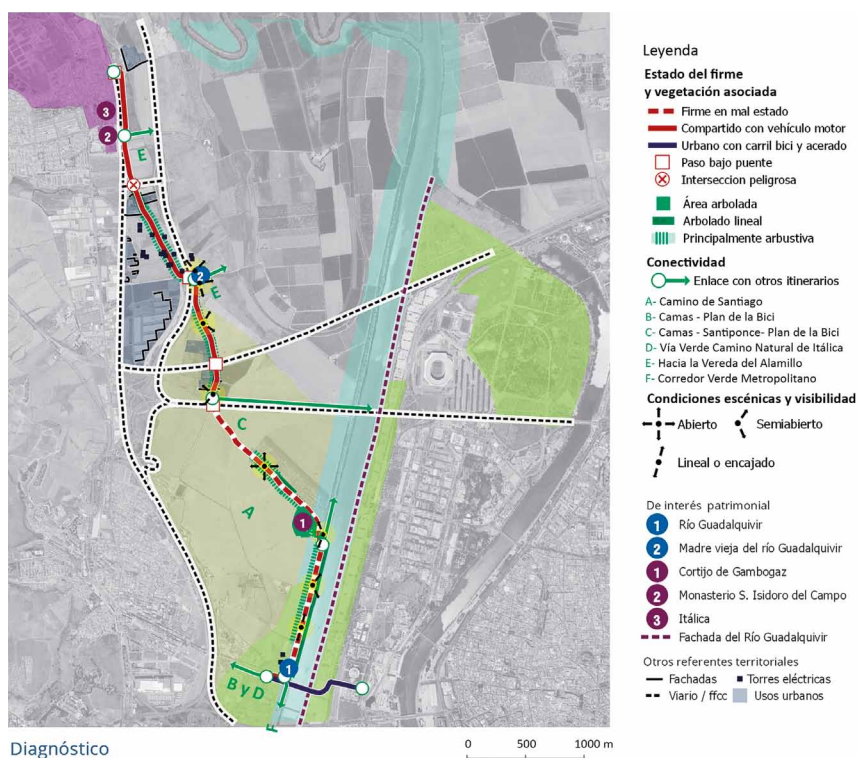 3
2
E
2
E
C
A
1
1
B y D
F
Diagnóstico
0 500 1000 m
Leyenda
Estado del firme
y vegetación asociada
Firme en mal estado
Compartido con vehículo motor
Urbano con carril bici y acerado
Paso bajo puente
Interseccion peligrosa
Área arbolada
Arbolado lineal
Principalmente arbustiva
Conectividad
Enlace con otros itinerarios
A- Camino de Santiago
B- Camas - Plan de la Bici
C- Camas - Santiponce- Plan de la Bici
D- Vía Verde Camino Natural de Itálica
E- Hacia la Vereda del Alamillo
F- Corredor Verde Metropolitano
Condiciones escénicas y visibilidad
Abierto Semiabierto
Lineal o encajado
De interés patrimonial
1 Río Guadalquivir
2 Madre vieja del río Guadalquivir
1 Cortijo de Gambogaz
2 Monasterio S. Isidoro del Campo
3 Itálica
Fachada del Río Guadalquivir
Otros referentes territoriales
Fachadas Torres eléctricas
Viario / ffcc Usos urbanos